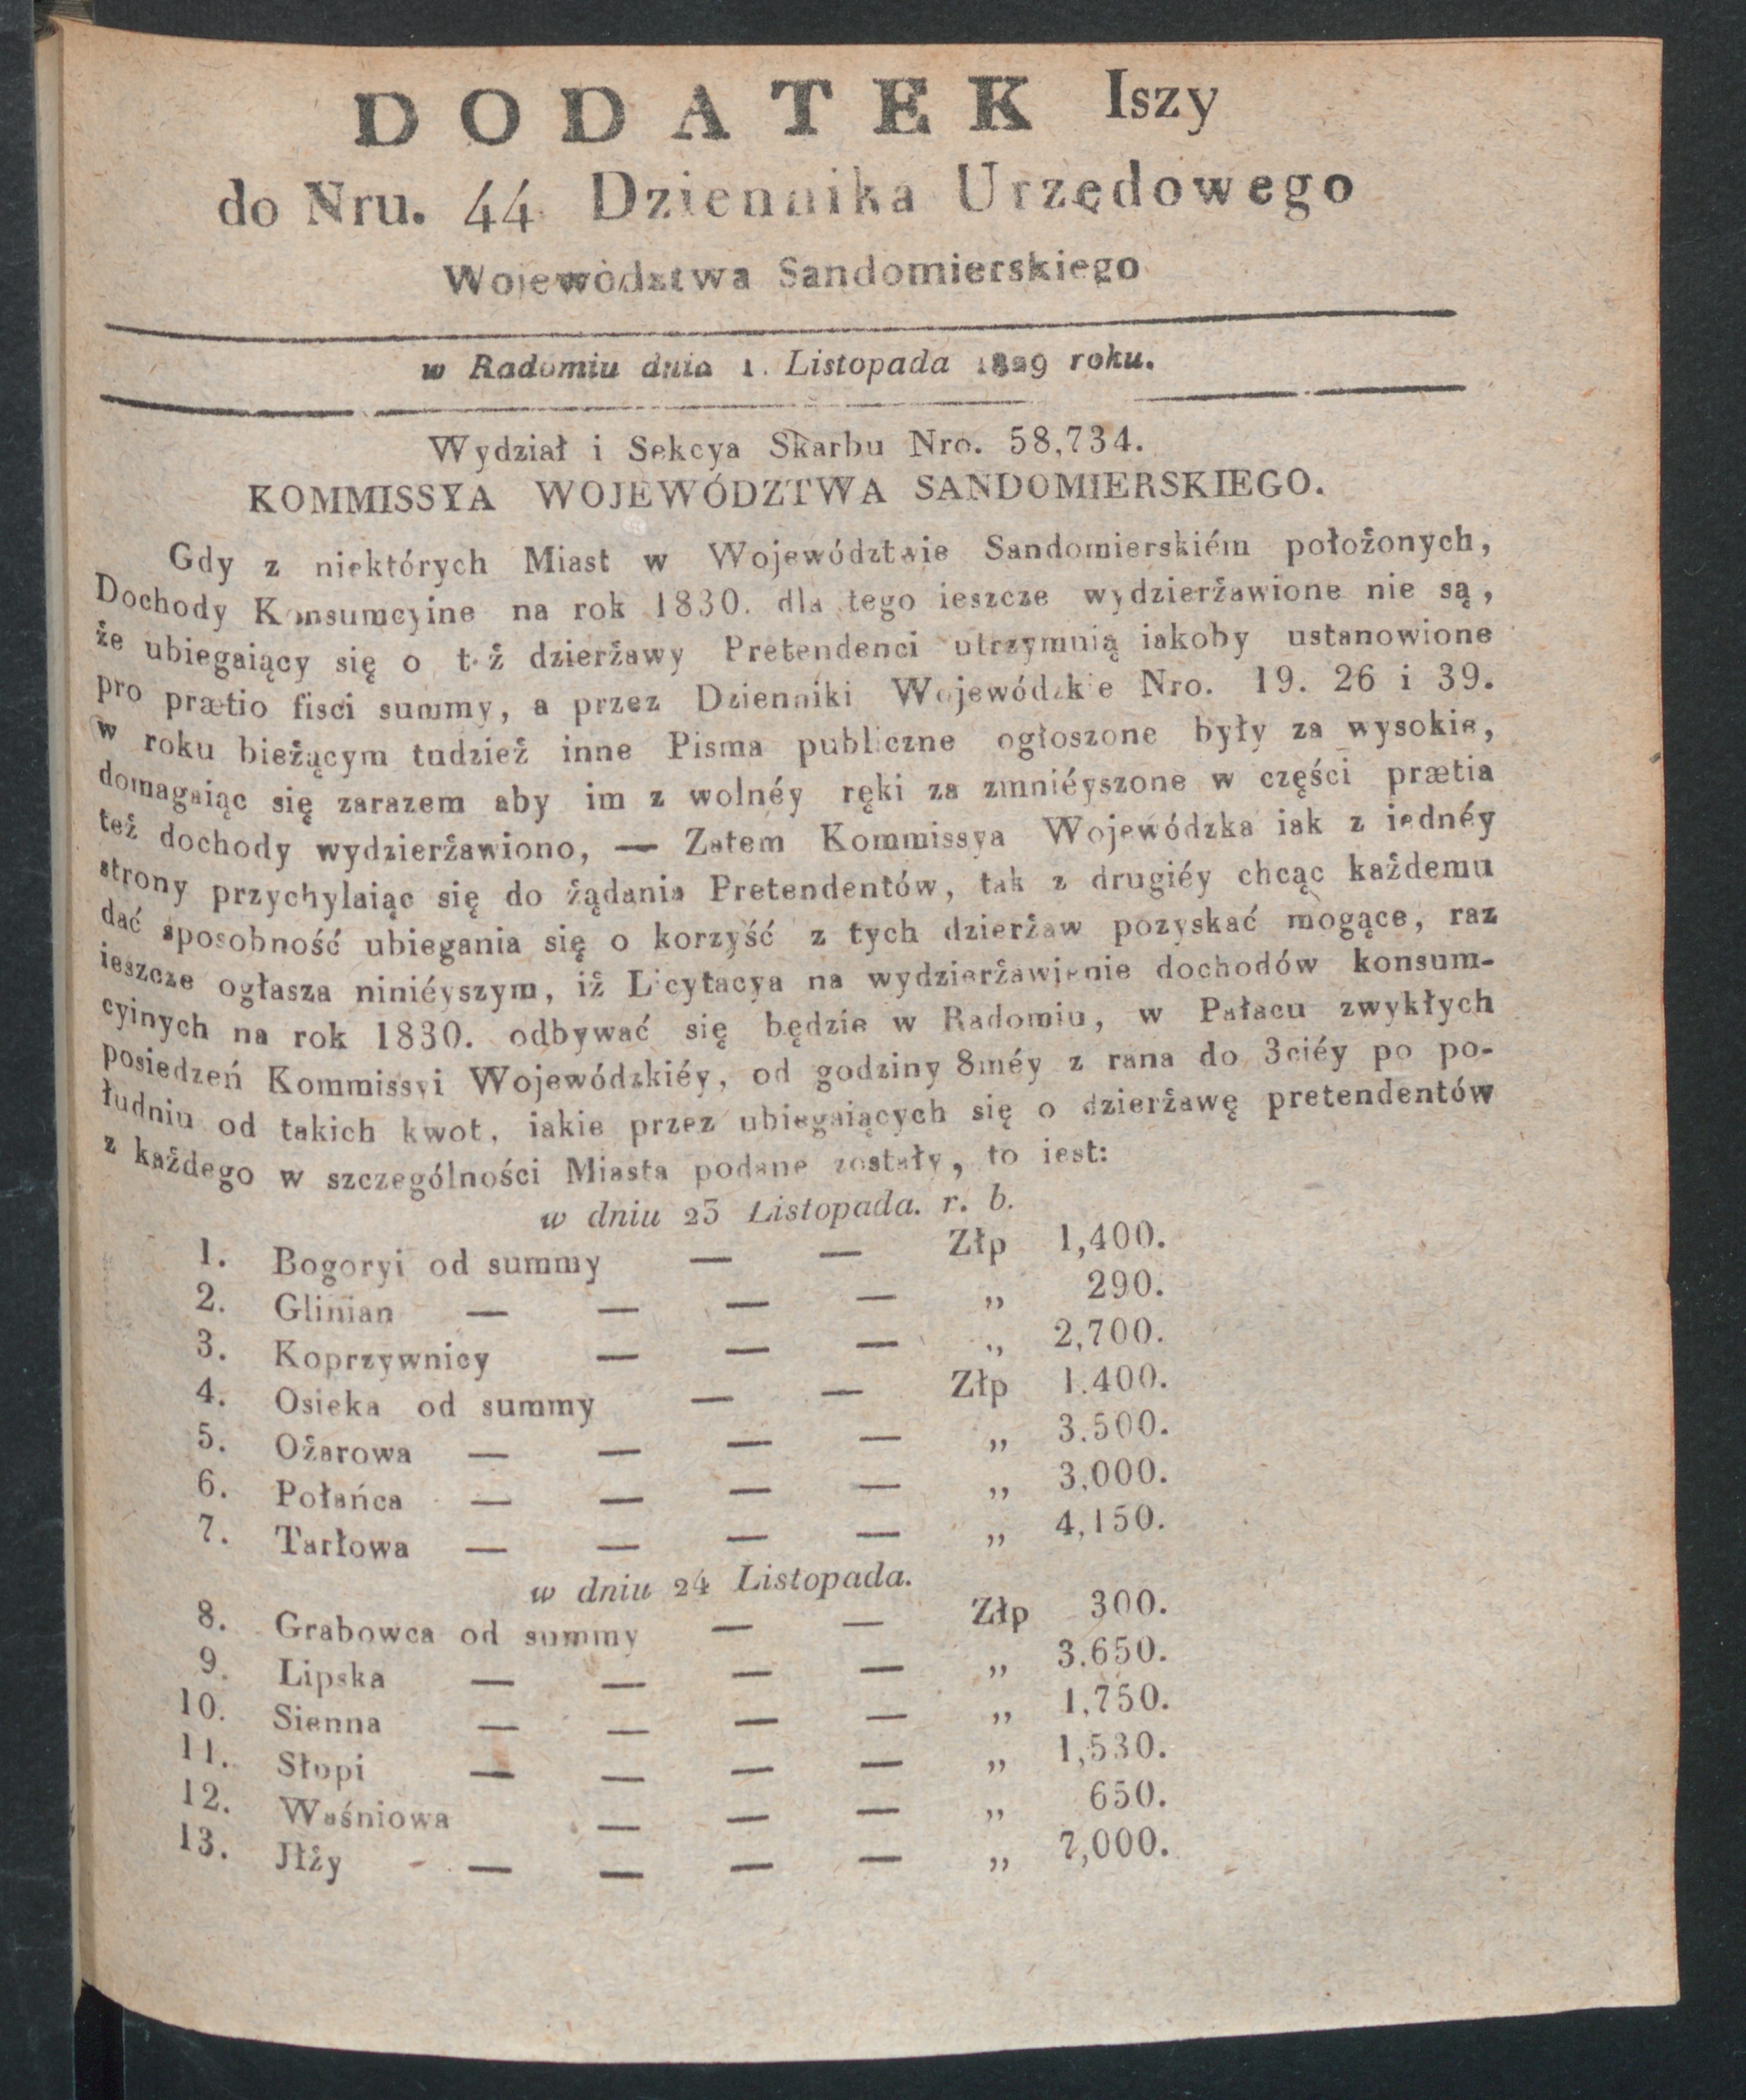 DODATEK Iszy
do Nru. 44 Dziennika Urzędowego
Województwa Sandomierskiego
w Radomiu dnia 1. Listopada 1829 roku.
Wydział i Sekcya Skarbu Nro. 58,734.
KOMMISSYA WOJEWÓDZTWA SANDOMIERSKIEGO.
Gdy z niektórych Miast w Województwie Sandomierskiém położonych,
Dochody Konsumcyine na rok 1830. dla tego ieszcze wydzierżawione nie są,
że ubiegaiący się o też dzierżawy Pretendenci utrzymuią iakoby ustanowione
pro prætio fisci summy, a przez Dzienniki Wojewódzkie Nro. 19. 26 i 39.
w roku bieżącym tudzież inne Pisma publiczne ogłoszone były za wysokie,
domagaiąc się zarazem aby im z wolnéy ręki za zmniéyszone w części prætia
też dochody wydzierżawiono, — Zatem Kommissya Wojewódzka iak z iednéy
strony przychylaiąc się do żądania Pretendentów, tak z drugiéy chcąc każdemu
dać sposobność ubiegania się o korzyść z tych dzierżaw pozyskać mogące, raz
ieszcze ogłasza niniéyszym, iż Licytacya na wydzierżawienie dochodów konsum-
cyinych na rok 1830. odbywać się będzie w Radomiu, w Pałacu zwykłych
posiedzeń Kommissyi Wojewódzkiéy, od godziny 8méy z rana do 3ciéy po po-
łudniu od takich kwot, iakie przez ubiegaiących się o dzierżawę pretendentów
z każdego w szczególności Miasta podane zostały, to iest:
w dniu 23 Listopada. r. b.
1. Bogoryi od summy — — Złp 1,400.
2. Glinian — — — — „ 290.
3. Koprzywnicy — — — „ 2,700.
4. Osieka od summy — — Złp 1.400.
5. Ożarowa — — — — „ 3.500.
6. Połańca — — — — „ 3,000.
7. Tarłowa — — — — „ 4,150.
w dniu 24 Listopada.
8. Grabowca od summy — — Złp 300.
9. Lipska — — — — „ 3.650.
10. Sienna — — — — „ 1,750.
11. Słopi — — — — „ 1,530.
12. Waśniowa — — — „ 650.
13. Jłży — — — — „ 7,000.